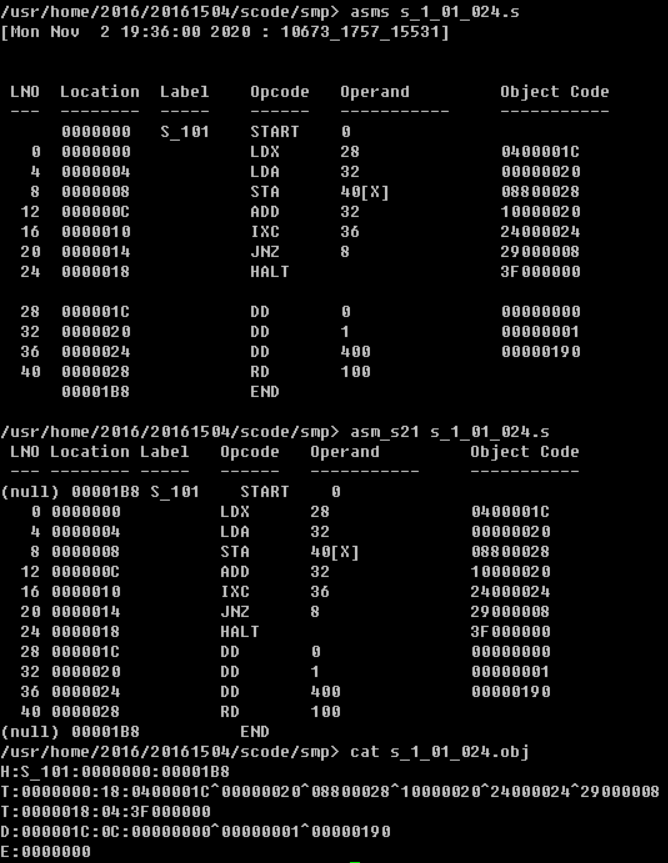 /usr/home/2016/20161504/scode/smp> asms s_1_01_024.s
[Mon Nov  2 19:36:00 2020 : 10673_1757_15531]
LNO  Location  Label    Opcode   Operand         Object Code
---  --------  -----    ------   -----------     -----------
      0000000   S_101    START    0
   0  0000000            LDX      28              0400001C
   4  0000004            LDA      32              00000020
   8  0000008            STA      40[X]           08800028
  12  000000C            ADD      32              10000020
  16  0000010            IXC      36              24000024
  20  0000014            JNZ      8               29000008
  24  0000018            HALT                     3F000000
  28  000001C            DD       0               00000000
  32  0000020            DD       1               00000001
  36  0000024            DD       400             00000190
  40  0000028            RD       100
      00001B8            END
/usr/home/2016/20161504/scode/smp> asm_s21 s_1_01_024.s
 LNO Location Label   Opcode   Operand         Object Code
 --- -------- -----   ------   -----------     -----------
(null) 00001B8 S_101    START    0
   0 0000000          LDX      28              0400001C
   4 0000004          LDA      32              00000020
   8 0000008          STA      40[X]           08800028
  12 000000C          ADD      32              10000020
  16 0000010          IXC      36              24000024
  20 0000014          JNZ      8               29000008
  24 0000018          HALT                     3F000000
  28 000001C          DD       0               00000000
  32 0000020          DD       1               00000001
  36 0000024          DD       400             00000190
  40 0000028          RD       100
(null) 00001B8          END
/usr/home/2016/20161504/scode/smp> cat s_1_01_024.obj
H:S_101:0000000:00001B8
T:0000000:18:0400001C^00000020^08800028^10000020^24000024^29000008
T:0000018:04:3F000000
D:000001C:0C:00000000^00000001^00000190
E:0000000